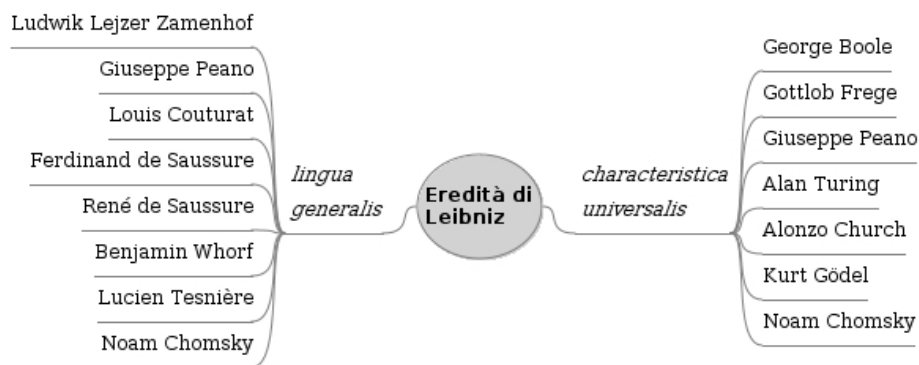 Ludwik Lejzer Zamenhof
Giuseppe Peano
Louis Couturat
Ferdinand de Saussure
René de Saussure
Benjamin Whorf
Lucien Tesnière
Noam Chomsky
lingua
generalis
Eredità di
Leibniz
characteristica
universalis
George Boole
Gottlob Frege
Giuseppe Peano
Alan Turing
Alonzo Church
Kurt Gödel
Noam Chomsky